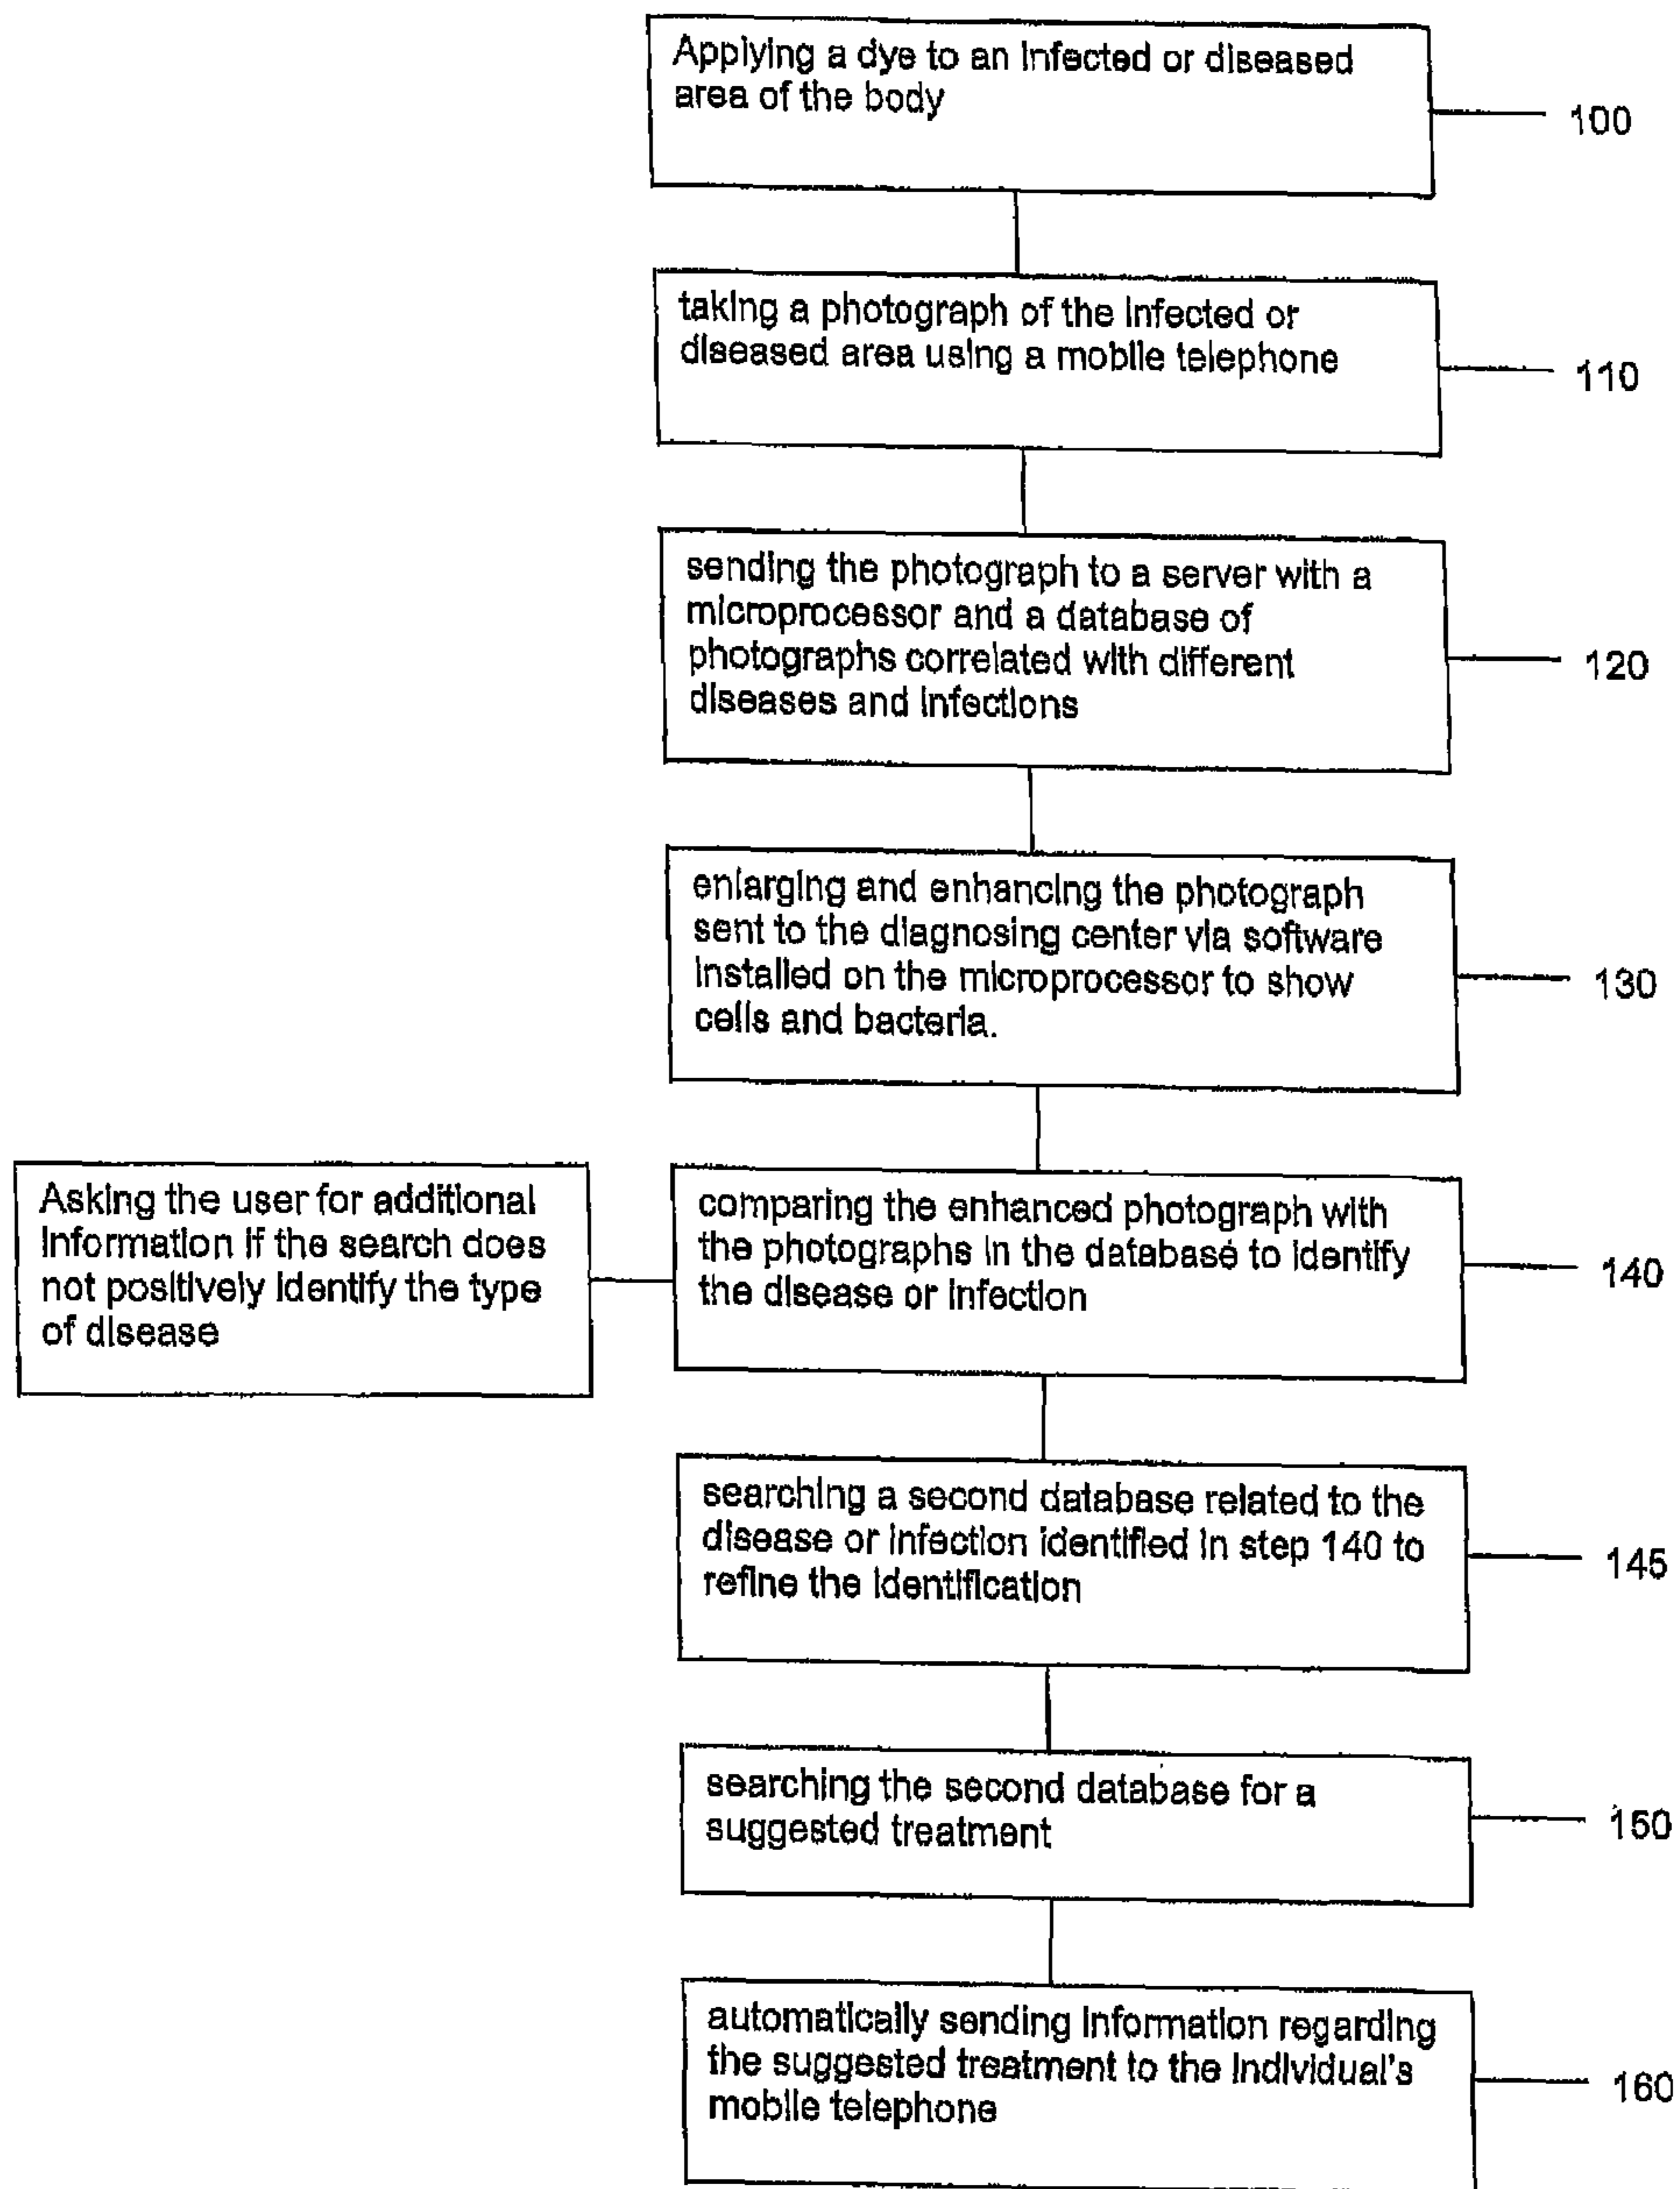 Applying a dye to an infected or diseased
area of the body
100
taking a photograph of the infected or
diseased area using a mobile telephone
110
sending the photograph to a server with a
microprocessor and a database of
photographs correlated with different
diseases and infections
120
enlarging and enhancing the photograph
sent to the diagnosing center via software
installed on the microprocessor to show
cells and bacteria.
130
Asking the user for additional
information if the search does
not positively identify the type
of disease
comparing the enhanced photograph with
the photographs in the database to identify
the disease or infection
140
searching a second database related to the
disease or infection identified in step 140 to
refine the identification
145
searching the second database for a
suggested treatment
150
automatically sending information regarding
the suggested treatment to the individual's
mobile telephone
160